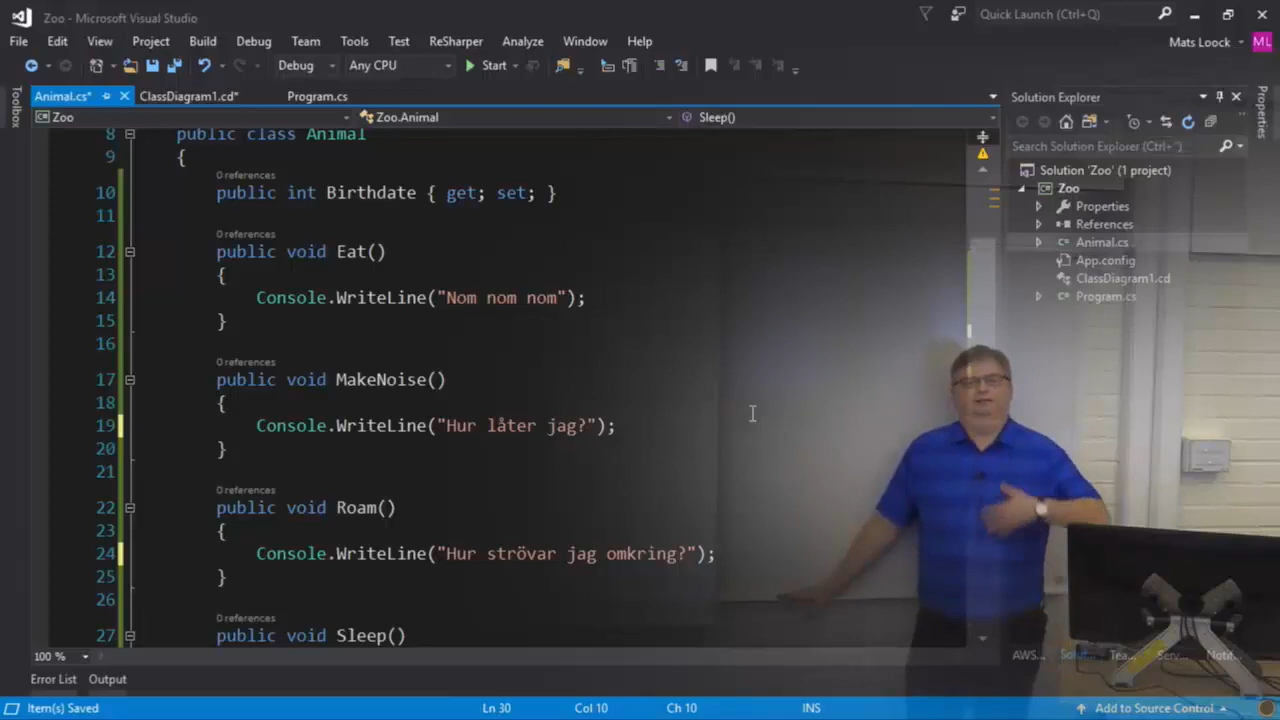 Zoo - Microsoft Visual Studio
Quick Launch (Ctrl+Q)
File Edit View Project Build Debug Team Tools Test ReSharper Analyze Window Help
Mats Loock ML
Debug Any CPU Start
Toolbox
Animal.cs* ClassDiagram1.cd* Program.cs
Zoo Zoo.Animal Sleep()
8 public class Animal
9 {
0 references
10 public int Birthdate { get; set; }
11
0 references
12 public void Eat()
13 {
14 Console.WriteLine("Nom nom nom");
15 }
16
0 references
17 public void MakeNoise()
18 {
19 Console.WriteLine("Hur låter jag?");
20 }
21
0 references
22 public void Roam()
23 {
24 Console.WriteLine("Hur strövar jag omkring?");
25 }
26
0 references
27 public void Sleep()
100 %
Solution Explorer
Search Solution Explorer (Ctrl+¨)
Solution 'Zoo' (1 project)
Zoo
Properties
References
Animal.cs
App.config
ClassDiagram1.cd
Program.cs
Properties
AWS... Solut... Tea... Serv... Notif...
Error List Output
Item(s) Saved Ln 30 Col 10 Ch 10 INS Add to Source Control